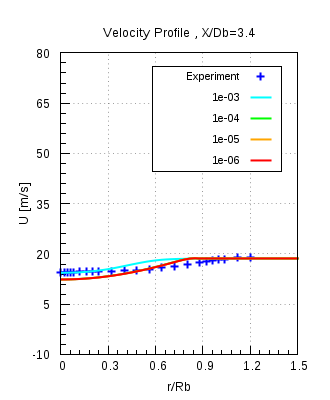 Velocity Profile , X/Db=3.4
80
65
50
35
20
5
-10
U [m/s]
Experiment
1e-03
1e-04
1e-05
1e-06
0 0.3 0.6 0.9 1.2 1.5
r/Rb